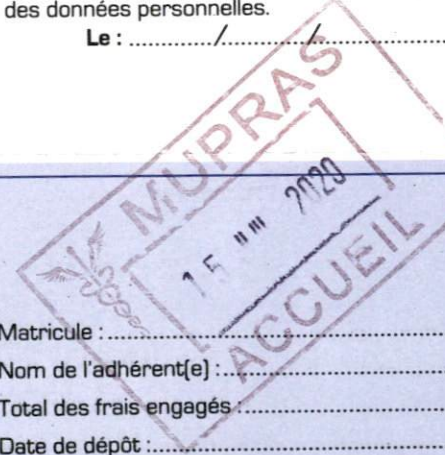 des données personnelles.
Le : ............/............/............
MUPRAS
15 2020
ACCUEIL
Matricule :
Nom de l'adhérent(e) :
Total des frais engagés :
Date de dépôt :